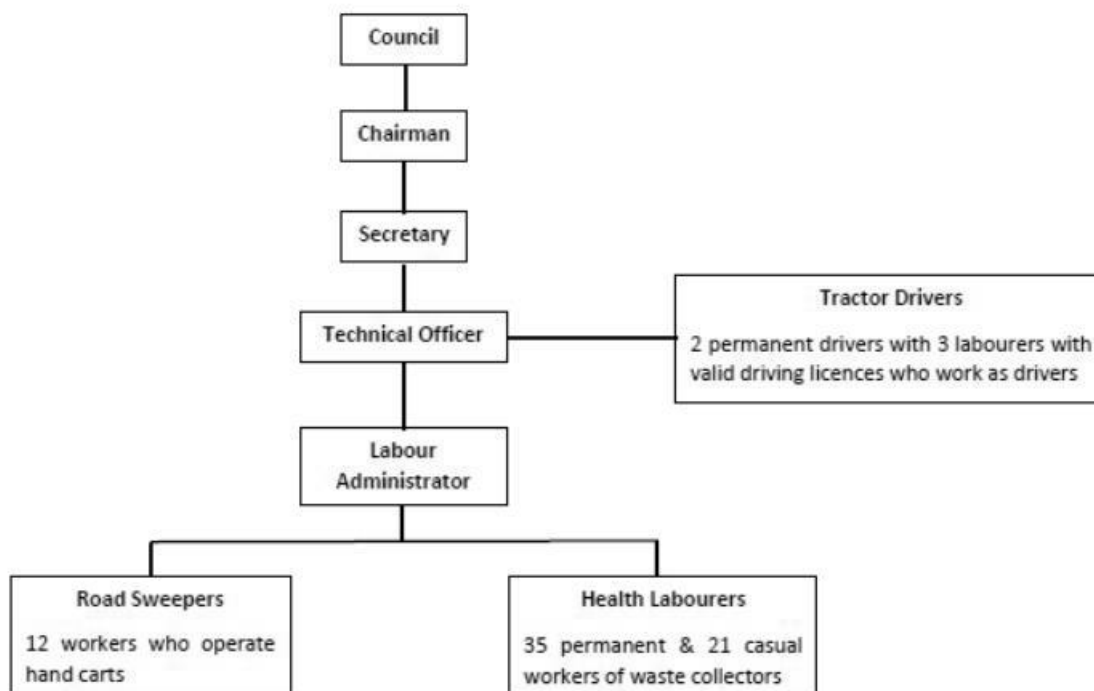 Council
Chairman
Secretary
Technical Officer
Tractor Drivers
2 permanent drivers with 3 labourers with
valid driving licences who work as drivers
Labour
Administrator
Road Sweepers
12 workers who operate
hand carts
Health Labourers
35 permanent & 21 casual
workers of waste collectors